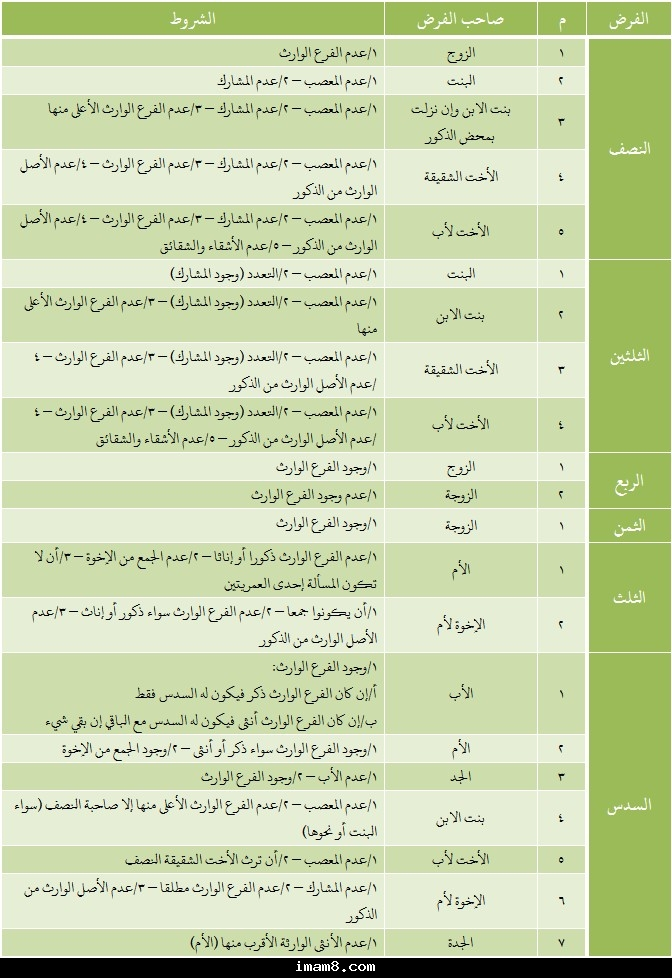 الفرض م صاحب الفرض الشروط
النصف
١ الزوج ١/عدم الفرع الوارث
٢ البنت ١/عدم المعصب – ٢/عدم المشارك
٣ بنت الابن وإن نزلت ١/عدم المعصب – ٢/عدم المشارك – ٣/عدم الفرع الوارث الأعلى منها
بمحض الذكور
٤ الأخت الشقيقة ١/عدم المعصب – ٢/عدم المشارك – ٣/عدم الفرع الوارث – ٤/عدم الأصل
الوارث من الذكور
٥ الأخت لأب ١/عدم المعصب – ٢/عدم المشارك – ٣/عدم الفرع الوارث – ٤/عدم الأصل
الوارث من الذكور – ٥/عدم الأشقاء والشقائق
الثلثين
١ البنت ١/عدم المعصب – ٢/التعدد (وجود المشارك)
٢ بنت الابن ١/عدم المعصب – ٢/التعدد (وجود المشارك) – ٣/عدم الفرع الوارث الأعلى
منها
٣ الأخت الشقيقة ١/عدم المعصب – ٢/التعدد (وجود المشارك) – ٣/عدم الفرع الوارث – ٤
/عدم الأصل الوارث من الذكور
٤ الأخت لأب ١/عدم المعصب – ٢/التعدد (وجود المشارك) – ٣/عدم الفرع الوارث – ٤
/عدم الأصل الوارث من الذكور – ٥/عدم الأشقاء والشقائق
الربع
١ الزوج ١/وجود الفرع الوارث
٢ الزوجة ١/عدم وجود الفرع الوارث
الثمن ١ الزوجة ١/وجود الفرع الوارث
الثلث
١ الأم ١/عدم الفرع الوارث ذكورا أو إناثا – ٢/عدم الجمع من الإخوة – ٣/أن لا
تكون المسألة إحدى العمريتين
٢ الإخوة لأم ١/أن يكونوا جمعا – ٢/عدم الفرع الوارث سواء ذكور أو إناث – ٣/عدم
الأصل الوارث من الذكور
السدس
١ الأب ١/وجود الفرع الوارث:
أ/إن كان الفرع الوارث ذكر فيكون له السدس فقط
ب/إن كان الفرع الوارث أنثى فيكون له السدس مع الباقي إن بقي شيء
٢ الأم ١/وجود الفرع الوارث سواء ذكر أو أنثى – ٢/وجود الجمع من الإخوة
٣ الجد ١/عدم الأب – ٢/وجود الفرع الوارث
٤ بنت الابن ١/عدم المعصب – ٢/عدم الفرع الوارث الأعلى منها إلا صاحبة النصف (سواء
البنت أو نحوها)
٥ الأخت لأب ١/عدم المعصب – ٢/أن ترث الأخت الشقيقة النصف
٦ الإخوة لأم ١/عدم المشارك – ٢/عدم الفرع الوارث مطلقا – ٣/عدم الأصل الوارث من
الذكور
٧ الجدة ١/عدم الأنثى الوارثة الأقرب منها (الأم)
imam8.com